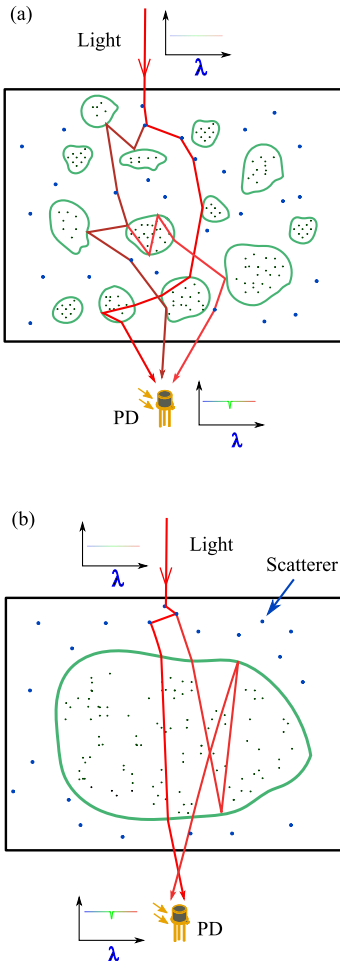 (a)
Light
λ
PD
λ
(b)
Light
λ
Scatterer
PD
λ